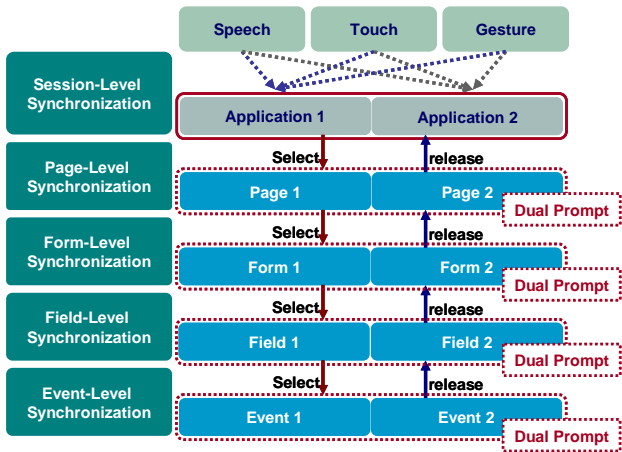 Speech Touch Gesture
Session-Level
Synchronization
Application 1 Application 2
Select release
Page-Level
Synchronization
Page 1 Page 2
Dual Prompt
Select release
Form-Level
Synchronization
Form 1 Form 2
Dual Prompt
Select release
Field-Level
Synchronization
Field 1 Field 2
Dual Prompt
Select release
Event-Level
Synchronization
Event 1 Event 2
Dual Prompt